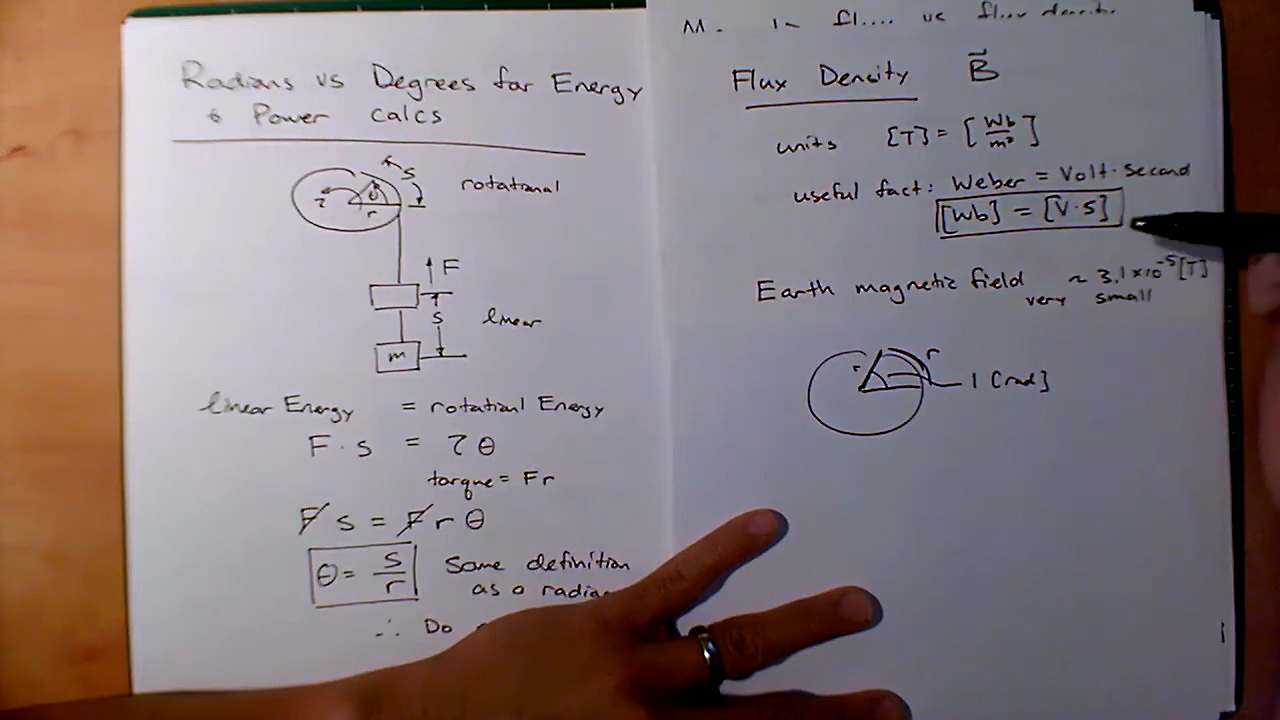 Radians vs Degrees for Energy
& Power calcs
s
rotational
τ θ
r
F
s
linear
m
linear Energy = rotational Energy
F · s = τ θ
torque = Fr
F s = F r θ
θ = s/r Same definition
as a
∴ Do
flux density
Flux Density B⃗
units [T] = [Wb/m²]
useful fact: Weber = Volt·second
[Wb] = [V·s]
Earth magnetic field ~ 3.1×10⁻⁵ [T]
very small
r r
1 [rad]